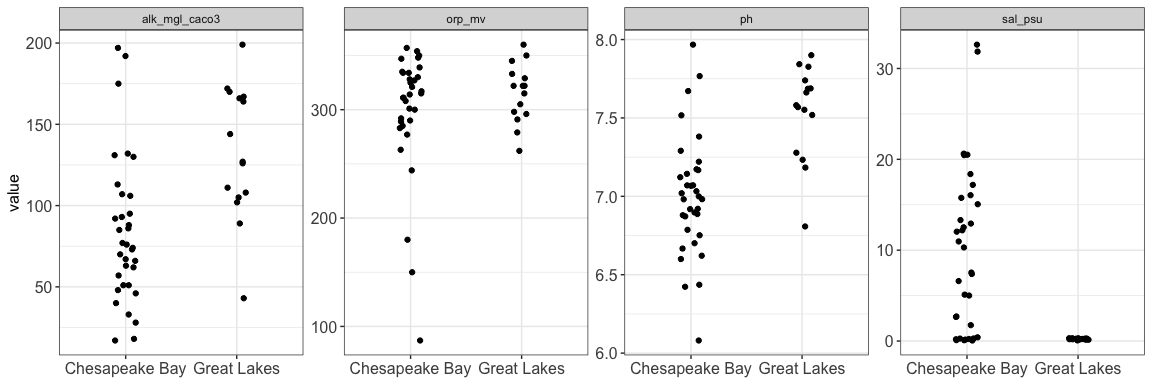 alk_mgl_caco3 orp_mv ph sal_psu
value
200
150
100
50
Chesapeake Bay Great Lakes
300
200
100
Chesapeake Bay Great Lakes
8.0
7.5
7.0
6.5
6.0
Chesapeake Bay Great Lakes
30
20
10
0
Chesapeake Bay Great Lakes